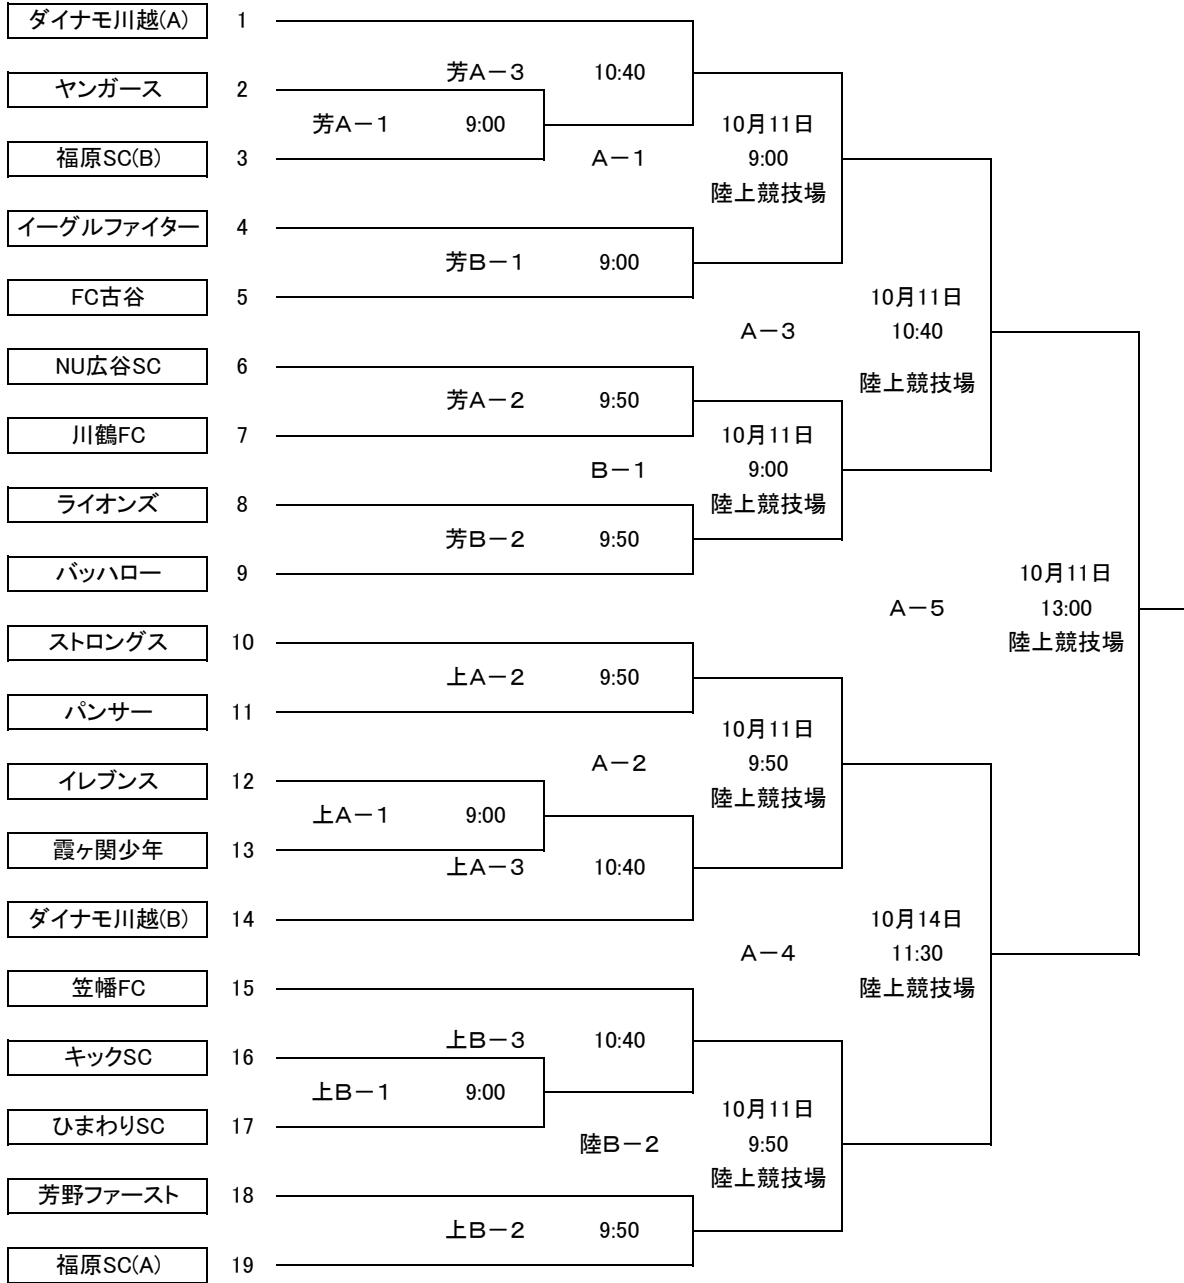 ダイナモ川越(A) 1
芳A－3 10:40
ヤンガース 2
芳A－1 9:00 10月11日
福原SC(B) 3 A－1 9:00
陸上競技場
イーグルファイター 4
芳B－1 9:00
FC古谷 5 10月11日
A－3 10:40
NU広谷SC 6
陸上競技場
芳A－2 9:50
川鶴FC 7 10月11日
B－1 9:00
ライオンズ 8 陸上競技場
芳B－2 9:50
バッハロー 9 10月11日
A－5 13:00
ストロングス 10 陸上競技場
上A－2 9:50
パンサー 11
10月11日
イレブンス 12 A－2 9:50
陸上競技場
上A－1 9:00
霞ヶ関少年 13
上A－3 10:40
ダイナモ川越(B) 14 10月14日
A－4 11:30
笠幡FC 15 陸上競技場
上B－3 10:40
キックSC 16
上B－1 9:00 10月11日
ひまわりSC 17
陸B－2 9:50
陸上競技場
芳野ファースト 18
上B－2 9:50
福原SC(A) 19